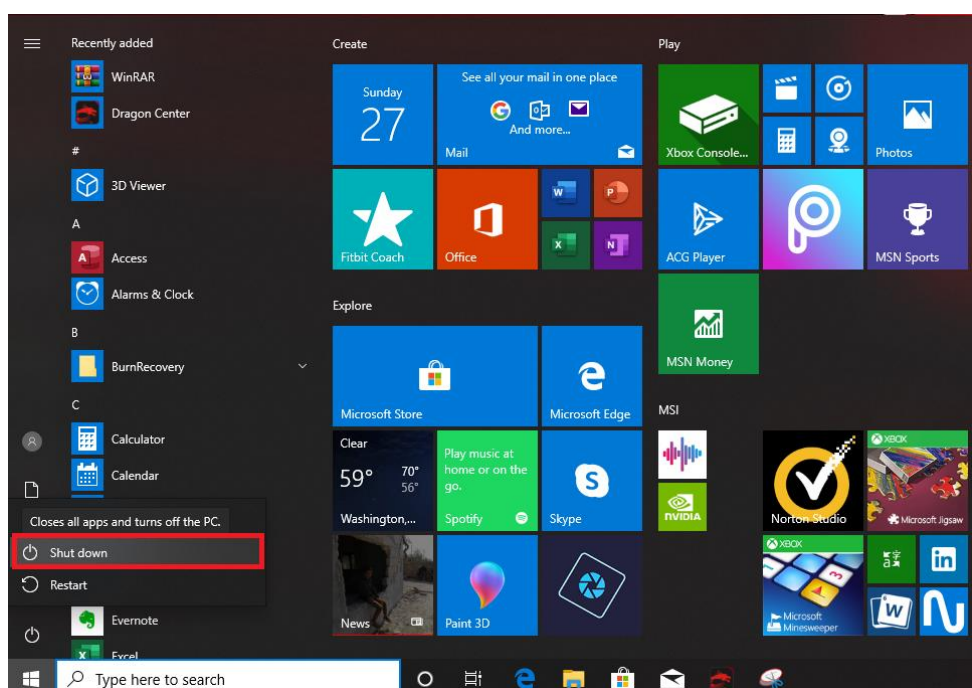 Recently added
WinRAR
Dragon Center
#
3D Viewer
A
Access
Alarms & Clock
B
BurnRecovery
C
Calculator
Calendar
Closes all apps and turns off the PC.
Shut down
Restart
Evernote
Excel
Type here to search
Create
Sunday
27
See all your mail in one place
And more...
Mail
Fitbit Coach
Office
Explore
Microsoft Store
Microsoft Edge
Clear
59° 70°
56°
Washington,...
Play music at
home or on the
go.
Spotify
Skype
News
Paint 3D
Play
Xbox Console...
Photos
ACG Player
MSN Sports
MSN Money
MSI
NVIDIA
Norton Studio
XBOX
Microsoft Jigsaw
XBOX
Microsoft
Minesweeper
in
W